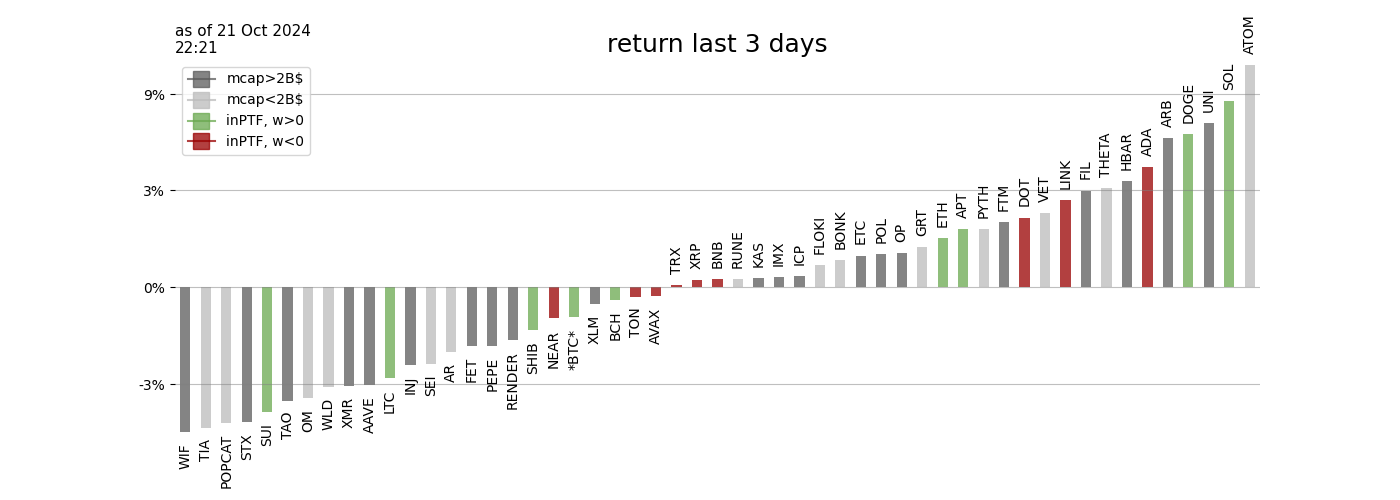 as of 21 Oct 2024
22:21
return last 3 days
mcap>2B$
mcap<2B$
inPTF, w>0
inPTF, w<0
9%
3%
0%
-3%
WIF
TIA
POPCAT
STX
SUI
TAO
OM
WLD
XMR
AAVE
LTC
INJ
SEI
AR
FET
PEPE
RENDER
SHIB
NEAR
*BTC*
XLM
BCH
TON
AVAX
TRX
XRP
BNB
RUNE
KAS
IMX
ICP
FLOKI
BONK
ETC
POL
OP
GRT
ETH
APT
PYTH
FTM
DOT
VET
LINK
FIL
THETA
HBAR
ADA
ARB
DOGE
UNI
SOL
ATOM